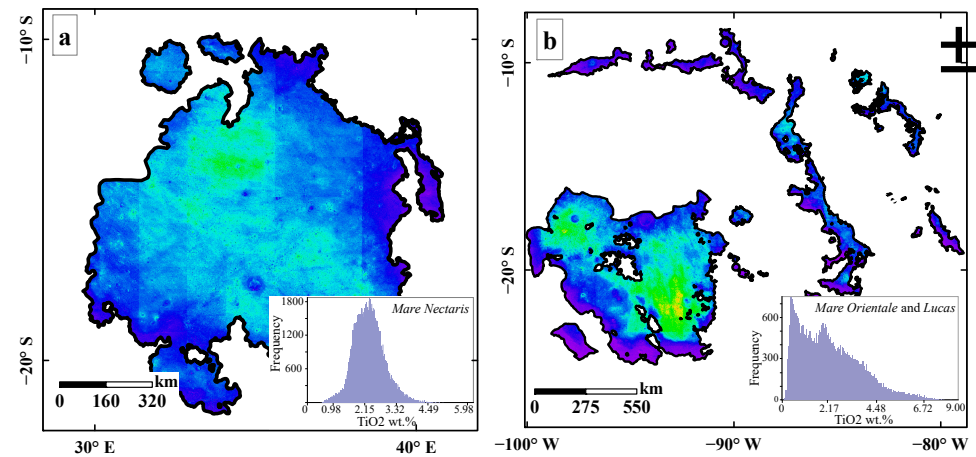 a
−10° S
−20° S
30° E
40° E
km
0 160 320
Mare Nectaris
Frequency
1800
1200
600
0.98 2.15 3.32 4.49 5.98
TiO2 wt.%
b
−10° S
−20° S
−100° W
−90° W
−80° W
km
0 275 550
Mare Orientale and Lucas
Frequency
600
300
0
0 2.17 4.48 6.72 9.00
TiO2 wt.%